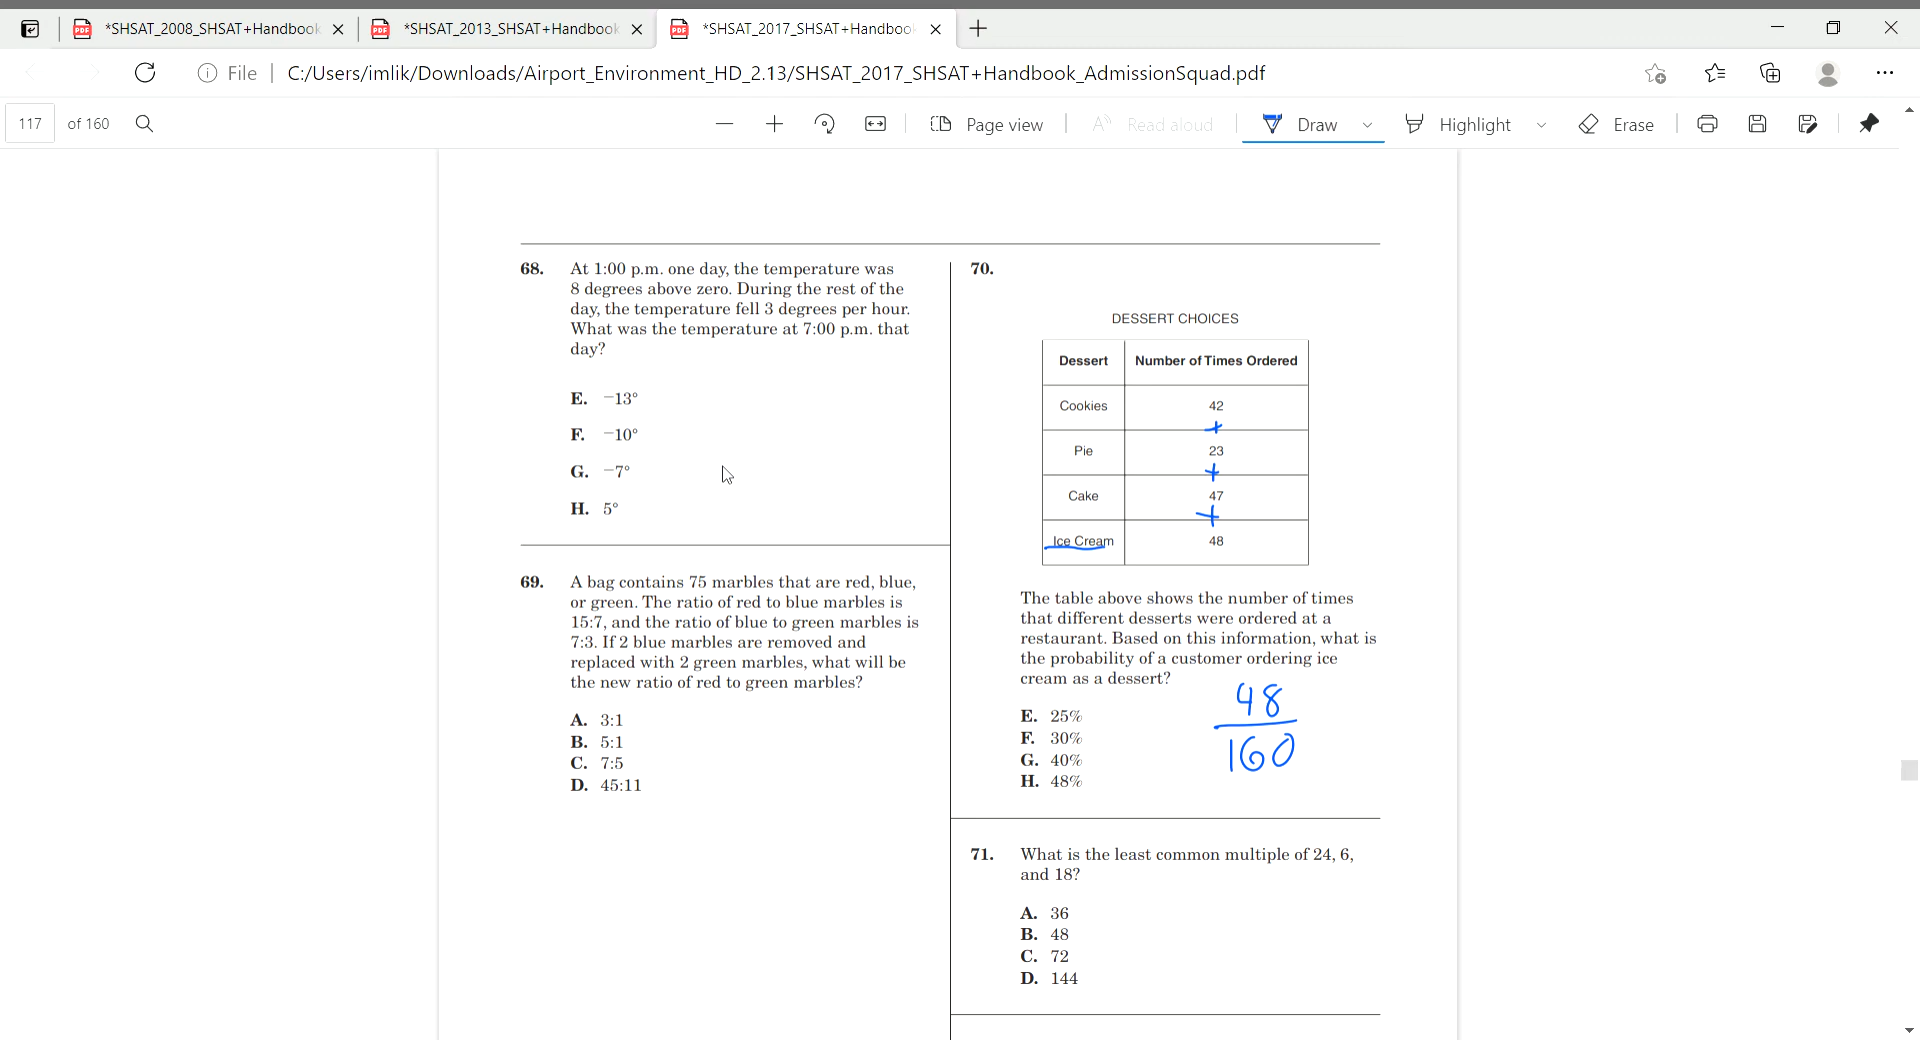 *SHSAT_2008_SHSAT+Handbook
*SHSAT_2013_SHSAT+Handbook
*SHSAT_2017_SHSAT+Handboo
File
C:/Users/imlik/Downloads/Airport_Environment_HD_2.13/SHSAT_2017_SHSAT+Handbook_AdmissionSquad.pdf
117 of 160
Page view
Read aloud
Draw
Highlight
Erase
68. At 1:00 p.m. one day, the temperature was
8 degrees above zero. During the rest of the
day, the temperature fell 3 degrees per hour.
What was the temperature at 7:00 p.m. that
day?
E. −13°
F. −10°
G. −7°
H. 5°
69. A bag contains 75 marbles that are red, blue,
or green. The ratio of red to blue marbles is
15:7, and the ratio of blue to green marbles is
7:3. If 2 blue marbles are removed and
replaced with 2 green marbles, what will be
the new ratio of red to green marbles?
A. 3:1
B. 5:1
C. 7:5
D. 45:11
70.
DESSERT CHOICES
Dessert Number of Times Ordered
Cookies 42
+
Pie 23
+
Cake 47
+
Ice Cream 48
The table above shows the number of times
that different desserts were ordered at a
restaurant. Based on this information, what is
the probability of a customer ordering ice
cream as a dessert?
48
160
E. 25%
F. 30%
G. 40%
H. 48%
71. What is the least common multiple of 24, 6,
and 18?
A. 36
B. 48
C. 72
D. 144